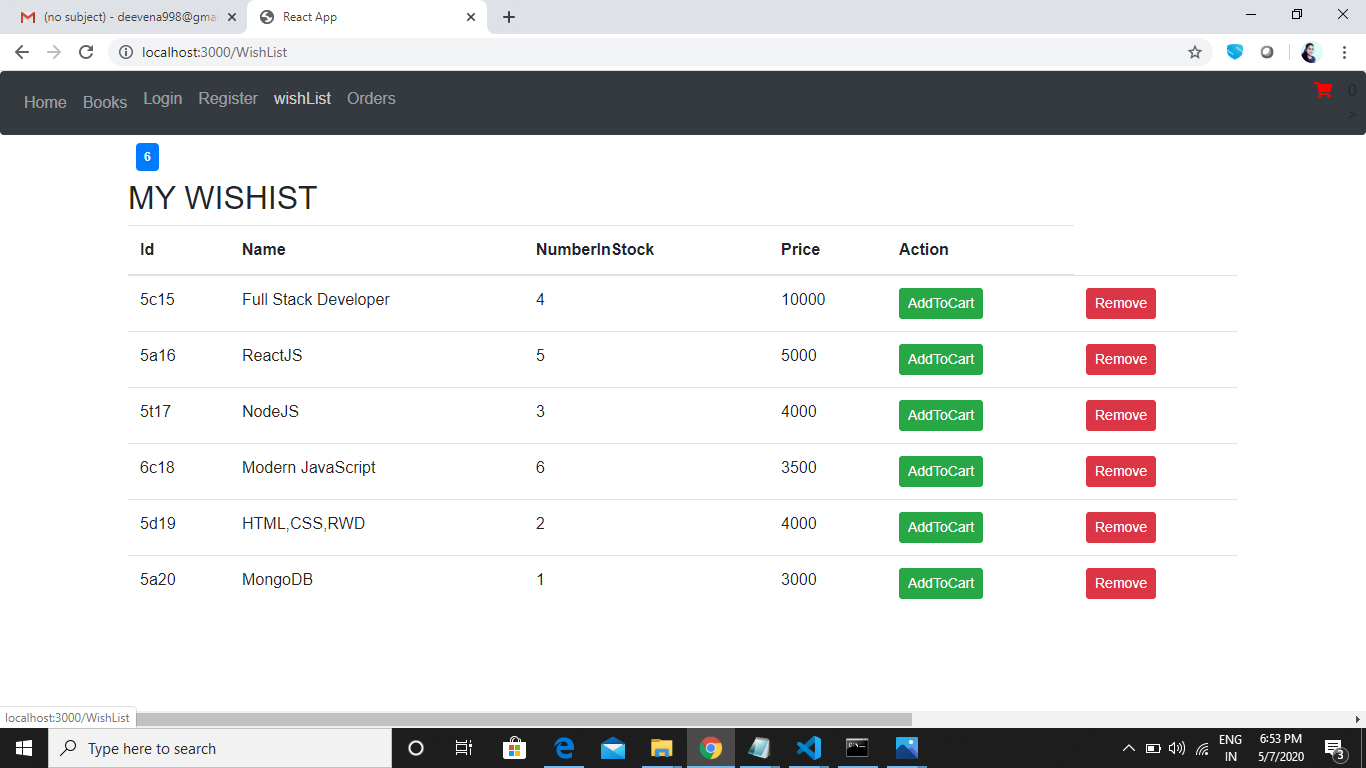 (no subject) - deevena998@gma
React App
localhost:3000/WishList
Home Books Login Register wishList Orders
0
>
6
MY WISHIST
Id Name NumberInStock Price Action
5c15 Full Stack Developer 4 10000 AddToCart Remove
5a16 ReactJS 5 5000 AddToCart Remove
5t17 NodeJS 3 4000 AddToCart Remove
6c18 Modern JavaScript 6 3500 AddToCart Remove
5d19 HTML,CSS,RWD 2 4000 AddToCart Remove
5a20 MongoDB 1 3000 AddToCart Remove
localhost:3000/WishList
Type here to search
ENG
IN
6:53 PM
5/7/2020
3